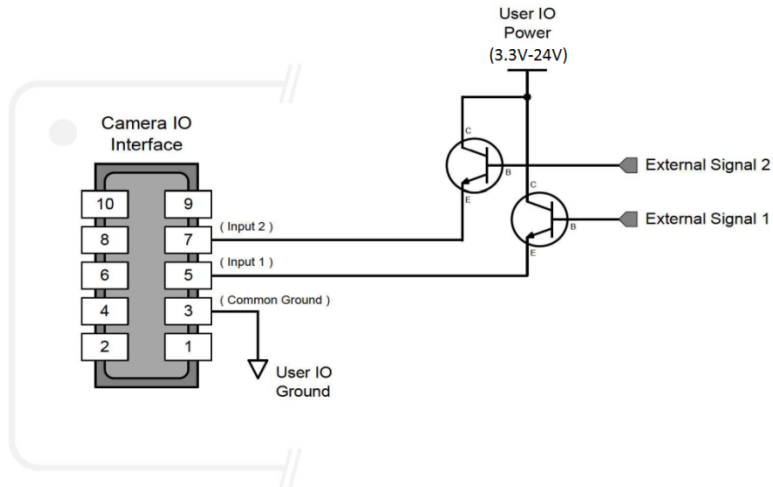 User IO
Power
(3.3V-24V)
Camera IO
Interface
C
B
External Signal 2
E
C
10
9
B
External Signal 1
8
7
( Input 2 )
E
6
5
( Input 1 )
4
3
( Common Ground )
2
1
User IO
Ground